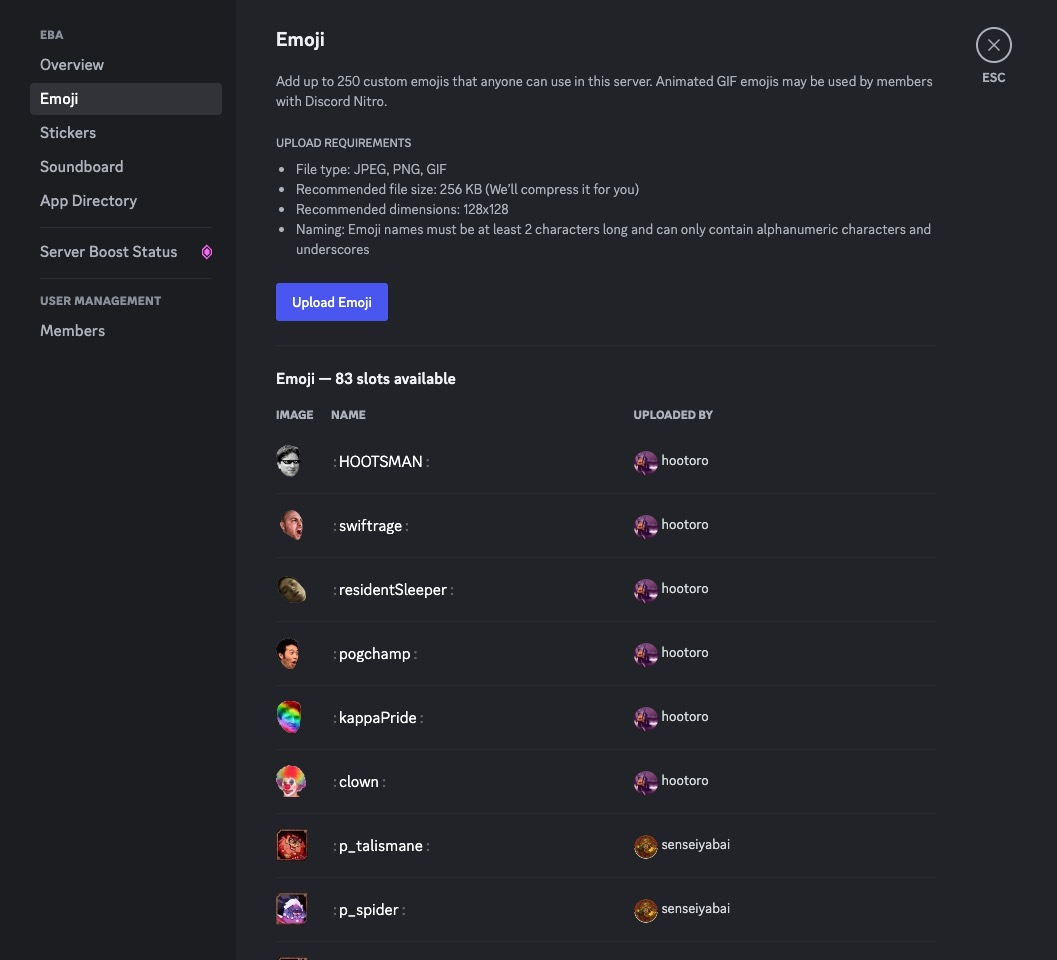 EBA
Overview
Emoji
Stickers
Soundboard
App Directory
Server Boost Status
USER MANAGEMENT
Members
Emoji
Add up to 250 custom emojis that anyone can use in this server. Animated GIF emojis may be used by members
with Discord Nitro.
UPLOAD REQUIREMENTS
• File type: JPEG, PNG, GIF
• Recommended file size: 256 KB (We'll compress it for you)
• Recommended dimensions: 128x128
• Naming: Emoji names must be at least 2 characters long and can only contain alphanumeric characters and
underscores
Upload Emoji
ESC
Emoji — 83 slots available
IMAGE NAME UPLOADED BY
:HOOTSMAN: hootoro
:swiftrage: hootoro
:residentSleeper: hootoro
:pogchamp: hootoro
:kappaPride: hootoro
:clown: hootoro
:p_talismane: senseiyabai
:p_spider: senseiyabai